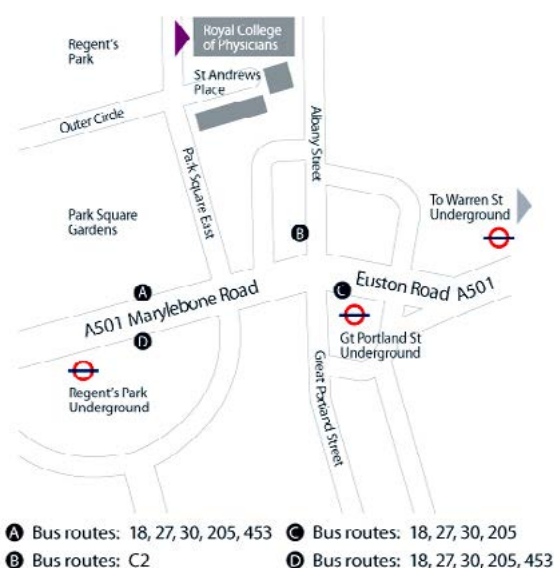 Royal College
of Physicians
Regent's
Park
St Andrews
Place
Outer Circle
Albany Street
Park Square East
To Warren St
Underground
Park Square
Gardens
B
A
C
Euston Road A501
A501 Marylebone Road
D
Gt Portland St
Underground
Regent's Park
Underground
Great Portland Street
A Bus routes: 18, 27, 30, 205, 453
C Bus routes: 18, 27, 30, 205
B Bus routes: C2
D Bus routes: 18, 27, 30, 205, 453